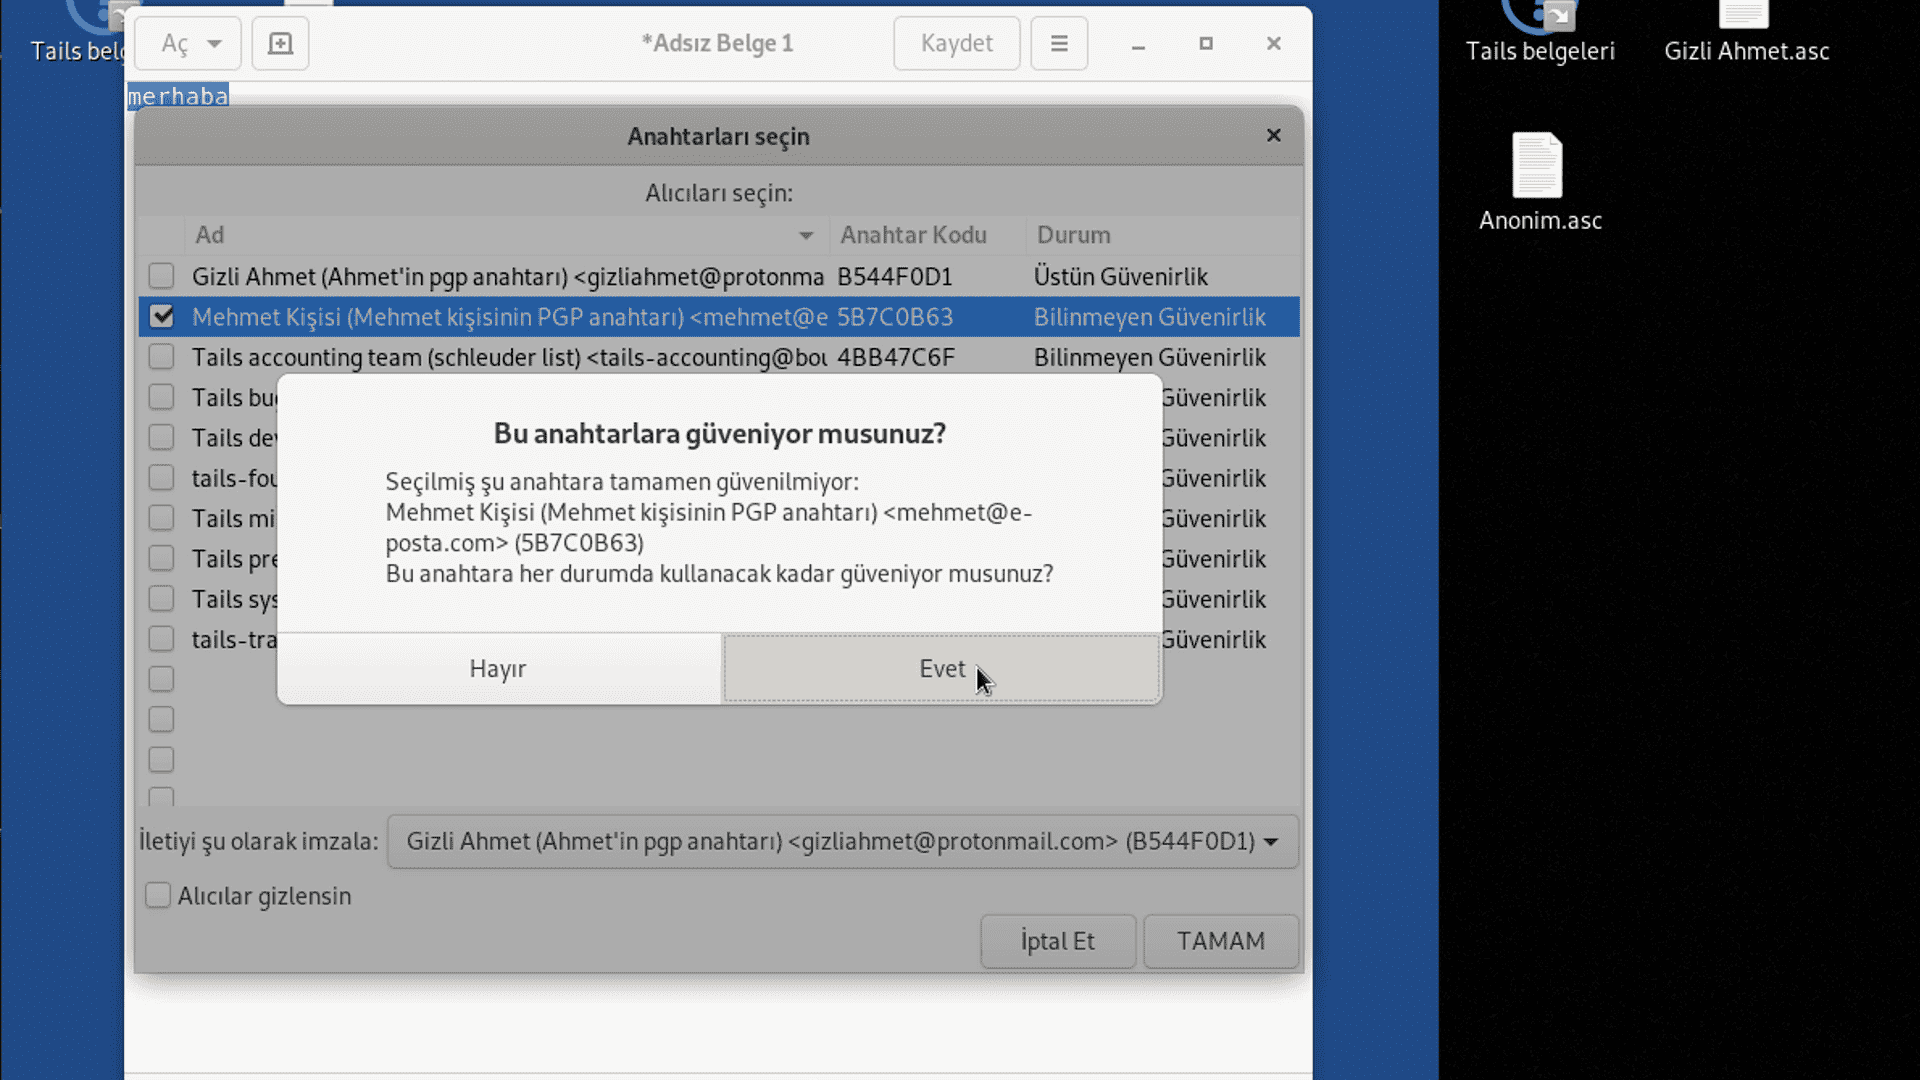 Tails belg
Aç
*Adsız Belge 1
Kaydet
merhaba
Anahtarları seçin
Alıcıları seçin:
Ad Anahtar Kodu Durum
Gizli Ahmet (Ahmet'in pgp anahtarı) <gizliahmet@protonma B544F0D1 Üstün Güvenirlik
Mehmet Kişisi (Mehmet kişisinin PGP anahtarı) <mehmet@e 5B7C0B63 Bilinmeyen Güvenirlik
Tails accounting team (schleuder list) <tails-accounting@bou 4BB47C6F Bilinmeyen Güvenirlik
Tails bu Güvenirlik
Tails dev Güvenirlik
tails-fou Güvenirlik
Tails mi Güvenirlik
Tails pre Güvenirlik
Tails sys Güvenirlik
tails-tra Güvenirlik
Bu anahtarlara güveniyor musunuz?
Seçilmiş şu anahtara tamamen güvenilmiyor:
Mehmet Kişisi (Mehmet kişisinin PGP anahtarı) <mehmet@e-
posta.com> (5B7C0B63)
Bu anahtara her durumda kullanacak kadar güveniyor musunuz?
Hayır
Evet
İletiyi şu olarak imzala: Gizli Ahmet (Ahmet'in pgp anahtarı) <gizliahmet@protonmail.com> (B544F0D1)
Alıcılar gizlensin
İptal Et
TAMAM
Tails belgeleri
Gizli Ahmet.asc
Anonim.asc